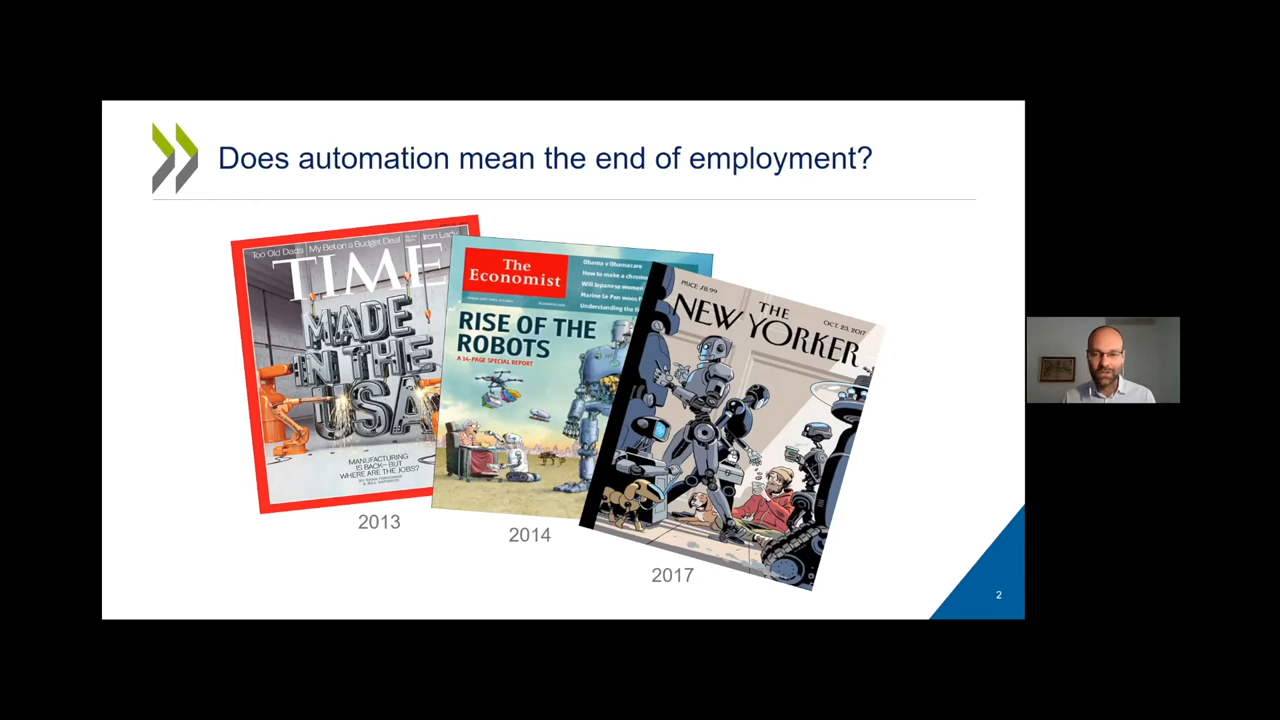 Does automation mean the end of employment?
Too Old Dads My Bet on a Budget Deal Iron Lady
TIME
MADE
IN THE
USA
MANUFACTURING
IS BACK—BUT
WHERE ARE THE JOBS?
2013
The
Economist
Obama v Obamacare
How to make a chrom
Will Japanese women
Marine Le Pen woos
Understanding the
RISE OF THE
ROBOTS
A 14-PAGE SPECIAL REPORT
2014
PRICE $8.99
THE
OCT. 23, 2017
NEW YORKER
2017
2